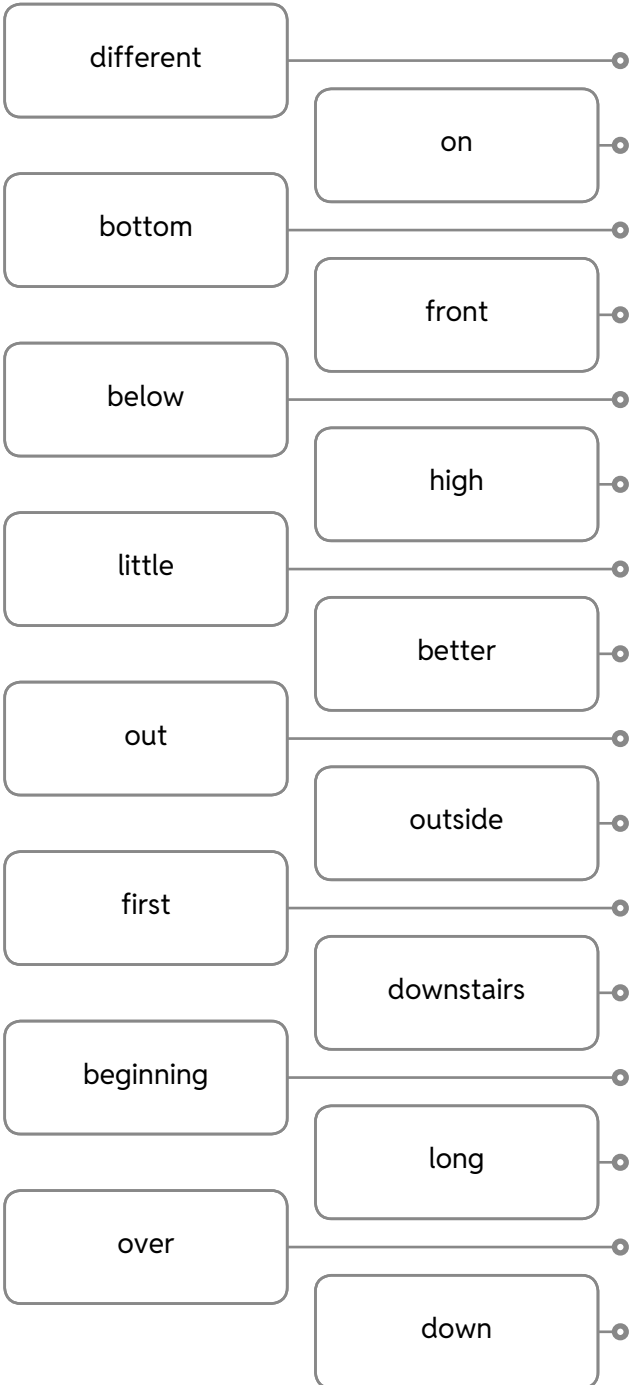 different
on
bottom
front
below
high
little
better
out
outside
first
downstairs
beginning
long
over
down